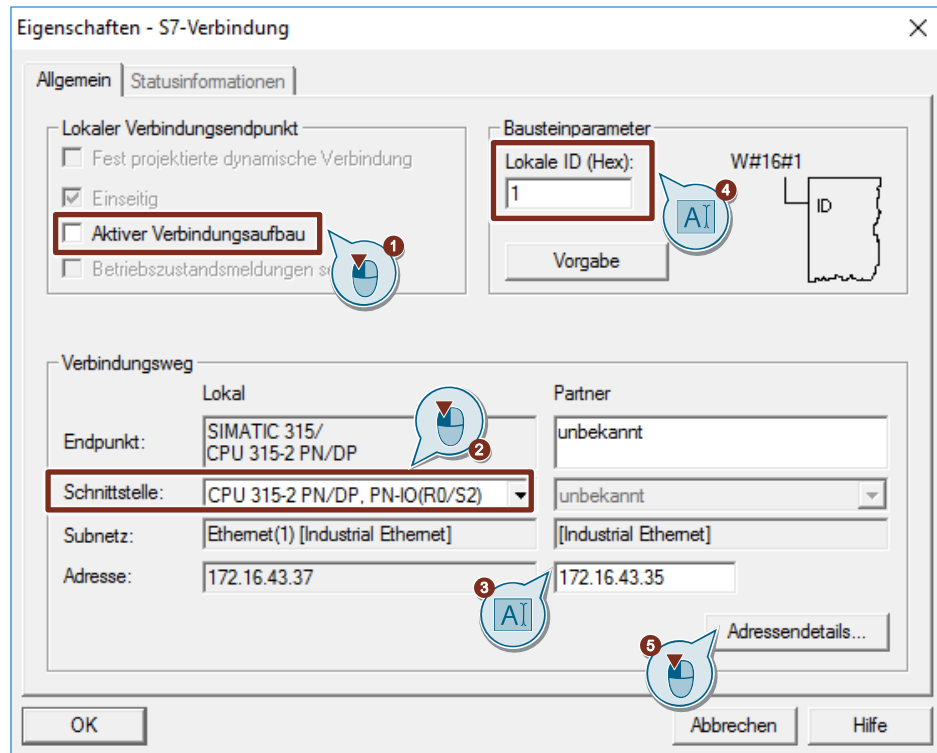 Eigenschaften - S7-Verbindung
Allgemein
Statusinformationen
Lokaler Verbindungsendpunkt
Fest projektierte dynamische Verbindung
Einseitig
Aktiver Verbindungsaufbau
1
Betriebszustandsmeldungen
Bausteinparameter
Lokale ID (Hex):
1
4
A
W#16#1
ID
Vorgabe
Verbindungsweg
Lokal
Partner
Endpunkt:
SIMATIC 315/
CPU 315-2 PN/DP
2
unbekannt
Schnittstelle:
CPU 315-2 PN/DP, PN-IO(R0/S2)
unbekannt
Subnetz:
Ethernet(1) [Industrial Ethernet]
[Industrial Ethernet]
Adresse:
172.16.43.37
3
A
172.16.43.35
5
Adressendetails...
OK
Abbrechen
Hilfe